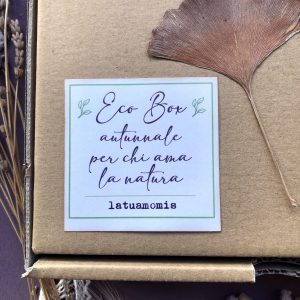 Eco Box
autunnale
per chi ama
la natura
latuamomis